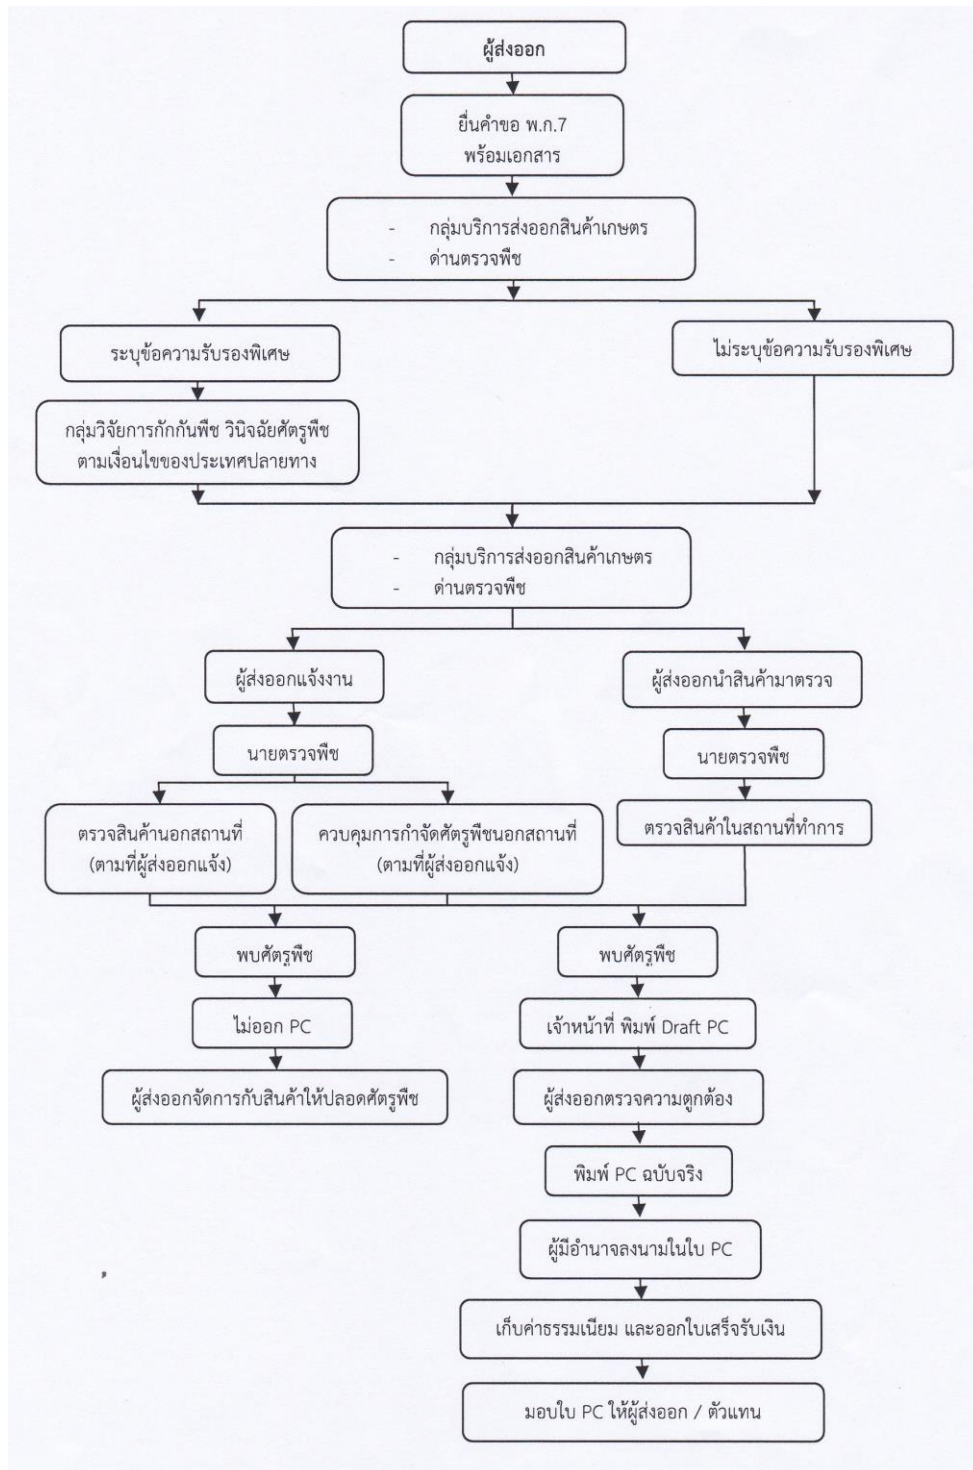 ผู้ส่งออก
ยื่นคำขอ พ.ก.7
พร้อมเอกสาร
- กลุ่มบริการส่งออกสินค้าเกษตร
- ด่านตรวจพืช
ระบุข้อความรับรองพิเศษ
ไม่ระบุข้อความรับรองพิเศษ
กลุ่มวิจัยการกักกันพืช วินิจฉัยศัตรูพืช
ตามเงื่อนไขของประเทศปลายทาง
- กลุ่มบริการส่งออกสินค้าเกษตร
- ด่านตรวจพืช
ผู้ส่งออกแจ้งงาน
ผู้ส่งออกนำสินค้ามาตรวจ
นายตรวจพืช
นายตรวจพืช
ตรวจสินค้านอกสถานที่
(ตามที่ผู้ส่งออกแจ้ง)
ควบคุมการกำจัดศัตรูพืชนอกสถานที่
(ตามที่ผู้ส่งออกแจ้ง)
ตรวจสินค้าในสถานที่ทำการ
พบศัตรูพืช
พบศัตรูพืช
ไม่ออก PC
เจ้าหน้าที่ พิมพ์ Draft PC
ผู้ส่งออกจัดการกับสินค้าให้ปลอดศัตรูพืช
ผู้ส่งออกตรวจความตูกต้อง
พิมพ์ PC ฉบับจริง
ผู้มีอำนาจลงนามในใบ PC
เก็บค่าธรรมเนียม และออกใบเสร็จรับเงิน
มอบใบ PC ให้ผู้ส่งออก / ตัวแทน